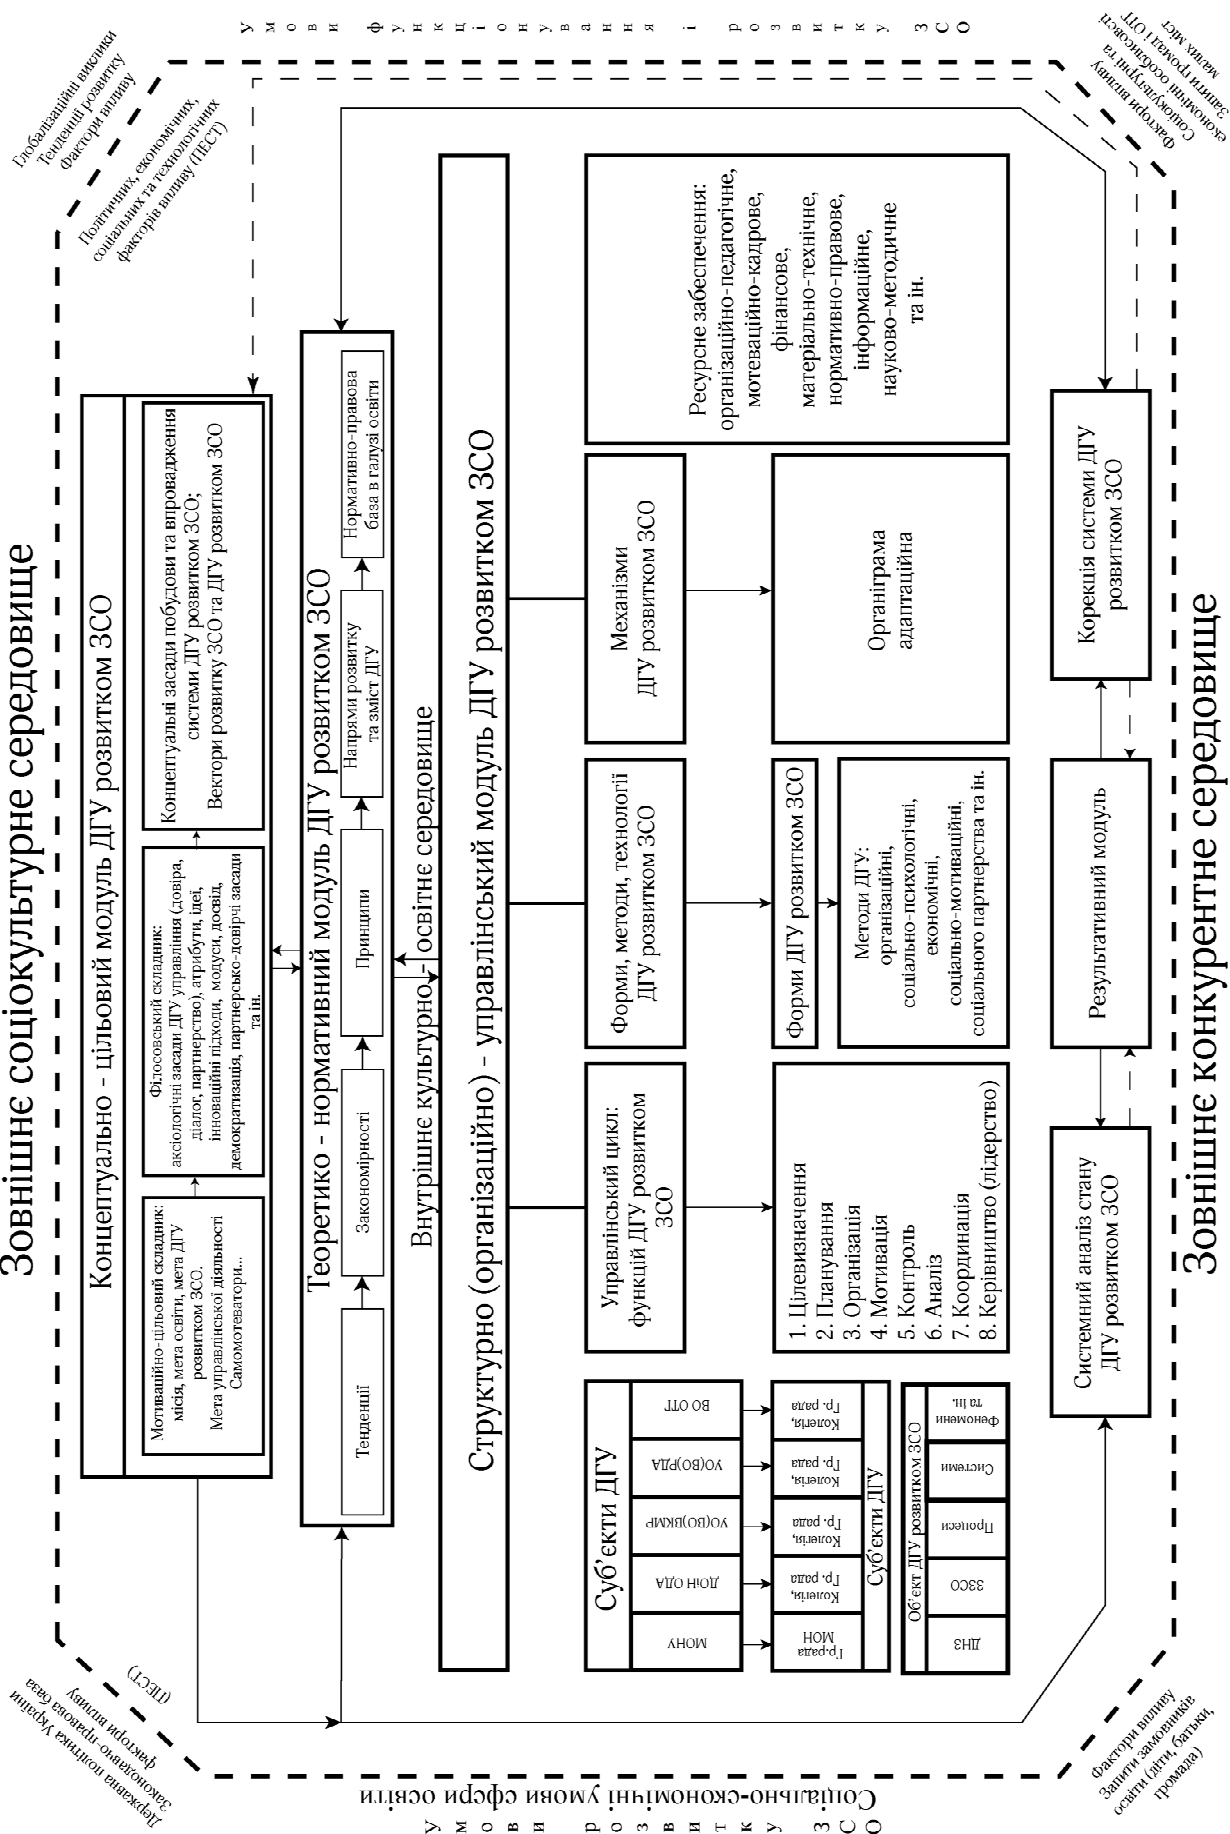 Зовнішнє соціокультурне середовище
Умови функціонування і розвитку ЗСО
Глобалізаційні виклики
Тенденції розвитку
Фактори впливу
Політичних, економічних,
соціальних та технологічних
факторів впливу (ПЕСТ)
Фактори впливу
Соціокультурні та
економічні особливості
Запити громад і ОТГ
малих міст
Державна політика України
Законодавчо-правова база
фактори впливу
(ПЕСТ)
Концептуально - цільовий модуль ДГУ розвитком ЗСО
Мотиваційно-цільовий складник:
місія, мета освіти, мета ДГУ
розвитком ЗСО.
Мета управлінської діяльності
Самомотеватори...
Філосовський складник:
аксіологічні засади ДГУ управління (довіра,
діалог, партнерство), атрибути, ідеї,
інноваційні підходи, модуси, досвід,
демократизація, партнерсько-довірчі засади
та ін.
Концептуальні засади побудови та впровадження
системи ДГУ розвитком ЗСО;
Вектори розвитку ЗСО та ДГУ розвитком ЗСО
Теоретико - нормативний модуль ДГУ розвитком ЗСО
Тенденції
Закономірності
Принципи
Напрями розвитку
та зміст ДГУ
Нормативно-правова
база в галузі освіти
Внутрішнє культурно - освітнє середовище
Структурно (організаційно) - управлінський модуль ДГУ розвитком ЗСО
Суб’єкти ДГУ
МОНУ
ДОіН ОДА
УО(ВО)ВКМР
УО(ВО)РДА
ВО ОТГ
Гр.рада
МОН
Колегія,
Гр. рада
Колегія,
Гр. рада
Колегія,
Гр. рада
Колегія,
Гр. рада
Суб’єкти ДГУ
Об’єкт ДГУ розвитком ЗСО
ДНЗ
ЗЗСО
Процеси
Системи
Феномени
та ін.
Управлінський цикл:
функцій ДГУ розвитком
ЗСО
1. Цілевизначення
2. Планування
3. Організація
4. Мотивація
5. Контроль
6. Аналіз
7. Координація
8. Керівництво (лідерство)
Форми, методи, технології
ДГУ розвитком ЗСО
Форми ДГУ розвитком ЗСО
Методи ДГУ:
організаційні,
соціально-психологічні,
економічні,
соціально-мотиваційні,
соціального партнерства та ін.
Механізми
ДГУ розвитком ЗСО
Органіграма
адаптаційна
Ресурсне забеспечення:
організаційно-педагогічне,
мотеваційно-кадрове,
фінансове,
матеріально-технічне,
нормативно-правове,
інформаційне,
науково-методичне
та ін.
Системний аналіз стану
ДГУ розвитком ЗСО
Результативний модуль
Корекція системи ДГУ
розвитком ЗСО
Фактори впливу
Запити замовників
освіти (діти, батьки,
громада)
Соціально-економічні умови сфери освіти
Умови розвитку ЗСО
Зовнішнє конкурентне середовище